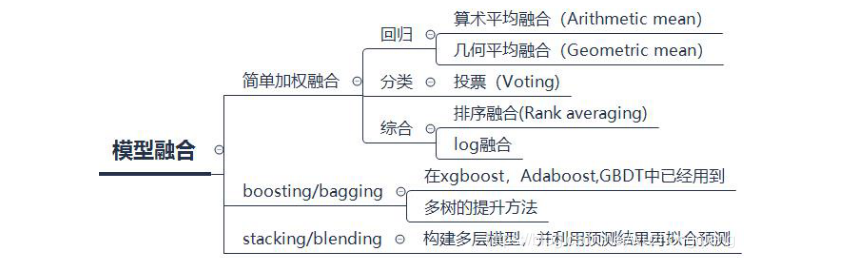 模型融合
简单加权融合
回归
算术平均融合（Arithmetic mean）
几何平均融合（Geometric mean）
分类
投票（Voting)
综合
排序融合(Rank averaging)
log融合
boosting/bagging
在xgboost，Adaboost,GBDT中已经用到
多树的提升方法
stacking/blending
构建多层模型，并利用预测结果再拟合预测